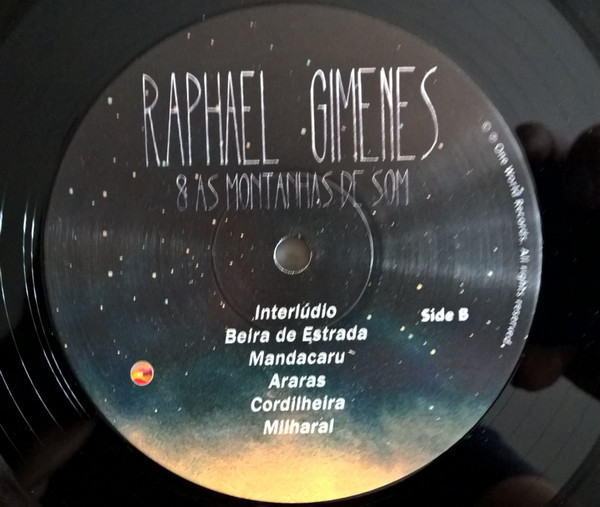 RAPHAEL GIMENES
& AS MONTANHAS DE SOM
Interlúdio
Beira de Estrada
Mandacaru
Araras
Cordilheira
Milharal
Side B
© ℗ One World Records. All rights reserved.